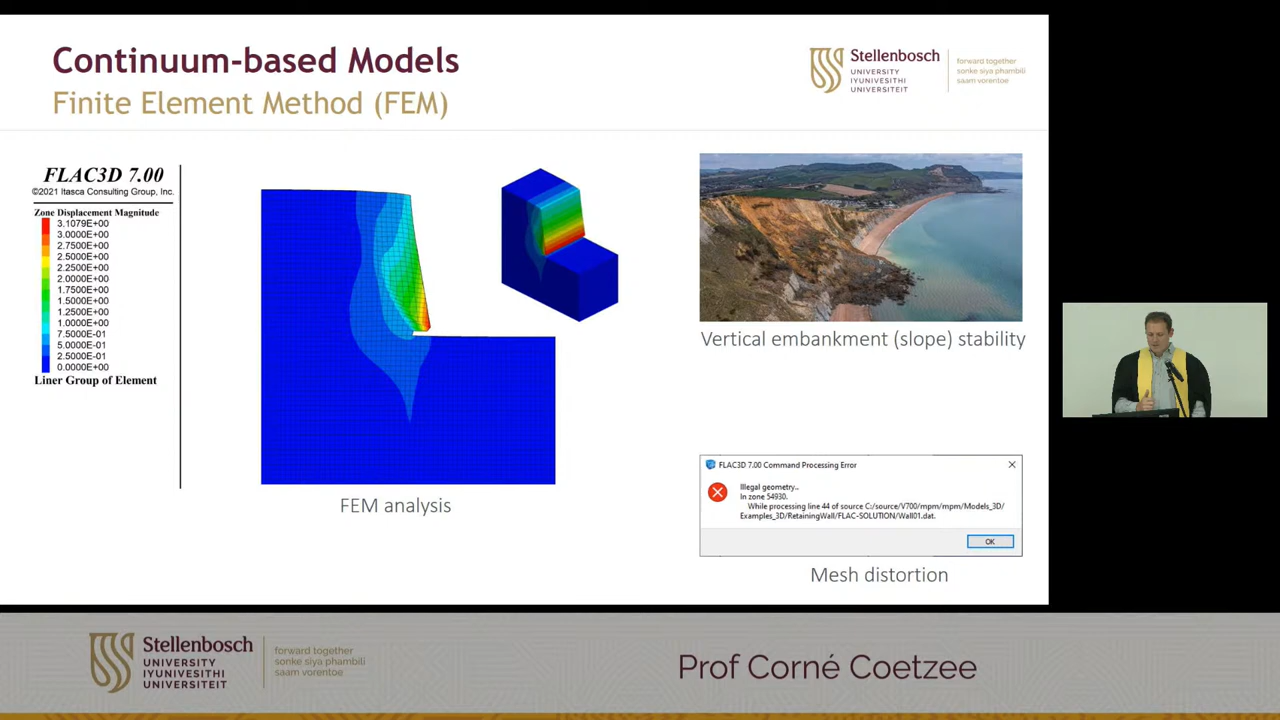 Continuum-based Models
Finite Element Method (FEM)
Stellenbosch
UNIVERSITY
IYUNIVESITHI
UNIVERSITEIT
forward together
sonke siya phambili
saam vorentoe
FLAC3D 7.00
©2021 Itasca Consulting Group, Inc.
Zone Displacement Magnitude
3.1079E+00
3.0000E+00
2.7500E+00
2.5000E+00
2.2500E+00
2.0000E+00
1.7500E+00
1.5000E+00
1.2500E+00
1.0000E+00
7.5000E-01
5.0000E-01
2.5000E-01
0.0000E+00
Liner Group of Element
FEM analysis
Vertical embankment (slope) stability
FLAC3D 7.00 Command Processing Error
Illegal geometry...
In zone 54930.
While processing line 44 of source C:/source/V700/mpm/mpm/Models_3D/
Examples_3D/RetainingWall/FLAC-SOLUTION/Wall01.dat.
OK
Mesh distortion
Stellenbosch
UNIVERSITY
IYUNIVESITHI
UNIVERSITEIT
forward together
sonke siya phambili
saam vorentoe
Prof Corné Coetzee